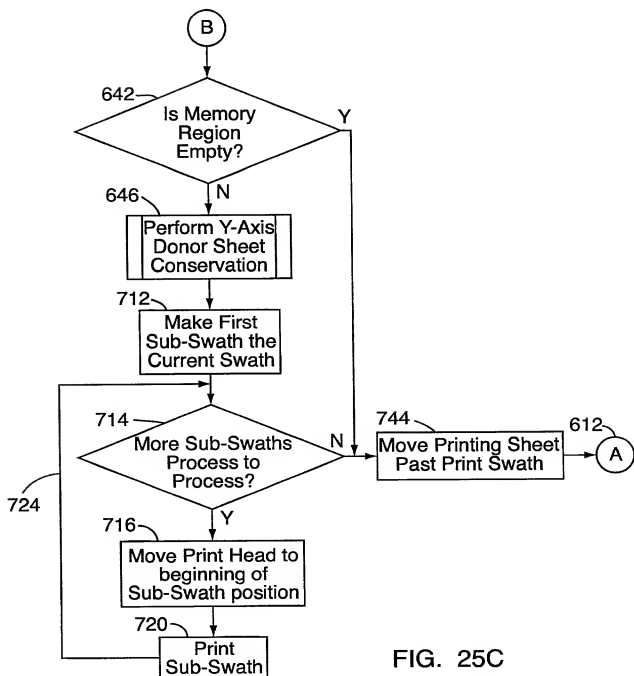 B
642
Is Memory
Region
Empty?
Y
N
646
Perform Y-Axis
Donor Sheet
Conservation
712
Make First
Sub-Swath the
Current Swath
714
More Sub-Swaths
Process to
Process?
N
744
Move Printing Sheet
Past Print Swath
612
A
724
Y
716
Move Print Head to
beginning of
Sub-Swath position
720
Print
Sub-Swath
FIG. 25C